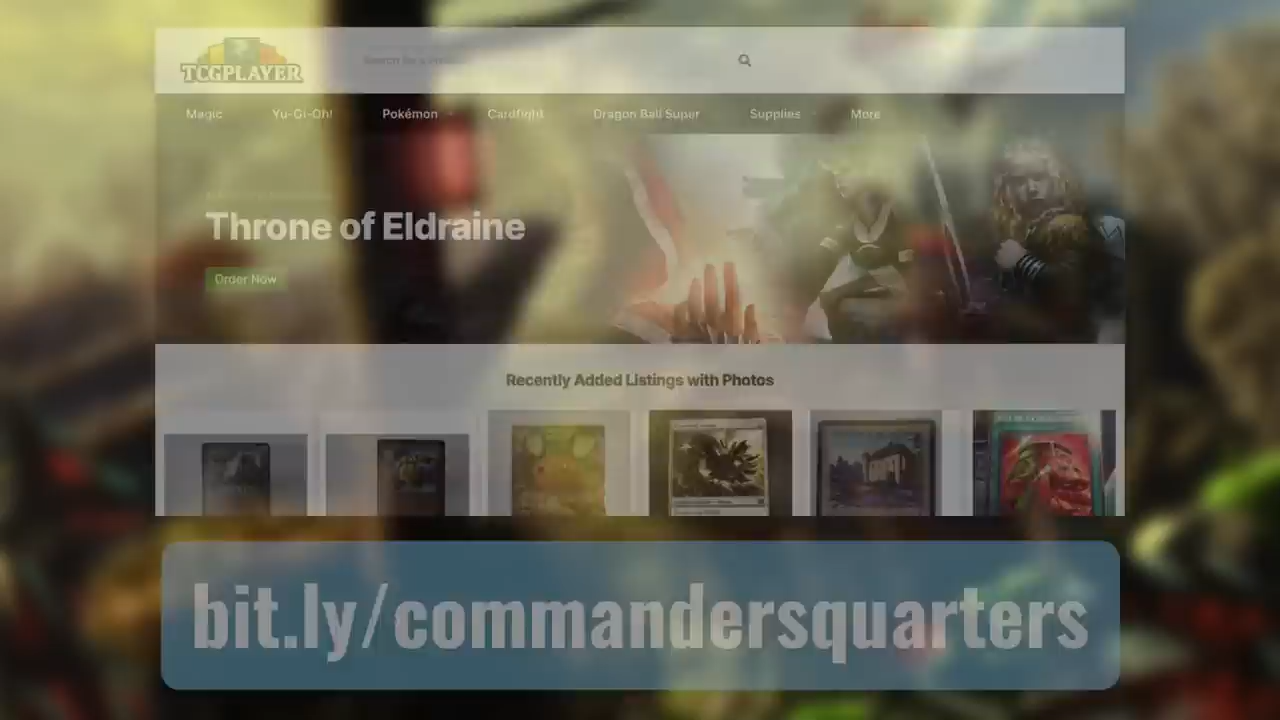 TCGPLAYER
Magic
Yu-Gi-Oh!
Pokémon
Cardfight
Dragon Ball Super
Supplies
More
Throne of Eldraine
Order Now
Recently Added Listings with Photos
bit.ly/commandersquarters